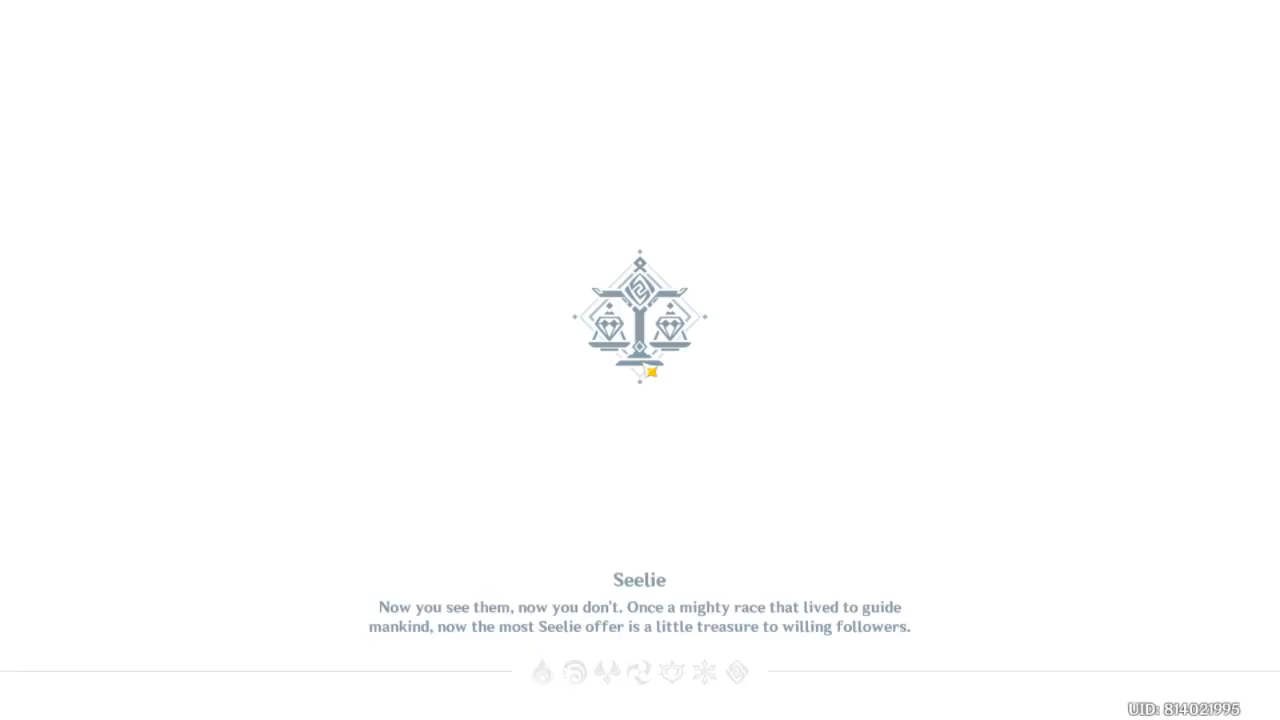 Seelie
Now you see them, now you don't. Once a mighty race that lived to guide
mankind, now the most Seelie offer is a little treasure to willing followers.
UID: 814021995